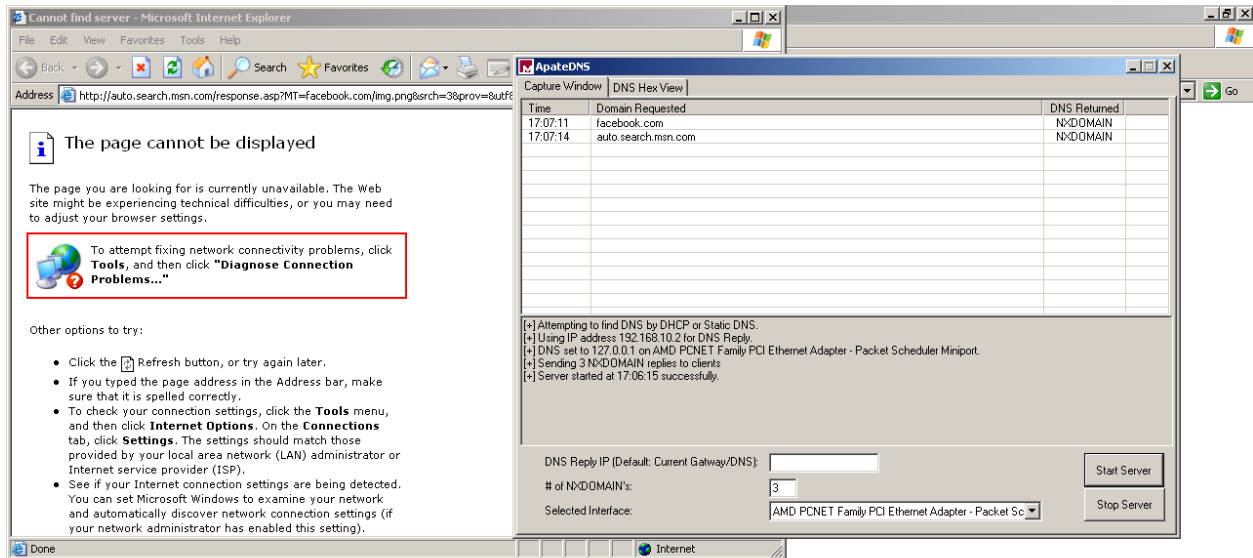 Cannot find server - Microsoft Internet Explorer
File Edit View Favorites Tools Help
Back Search Favorites
Address http://auto.search.msn.com/response.asp?MT=facebook.com/img.png&srch=3&prov=&utf8
Go
The page cannot be displayed
The page you are looking for is currently unavailable. The Web
site might be experiencing technical difficulties, or you may need
to adjust your browser settings.
To attempt fixing network connectivity problems, click
Tools, and then click "Diagnose Connection
Problems..."
Other options to try:
Click the Refresh button, or try again later.
If you typed the page address in the Address bar, make
sure that it is spelled correctly.
To check your connection settings, click the Tools menu,
and then click Internet Options. On the Connections
tab, click Settings. The settings should match those
provided by your local area network (LAN) administrator or
Internet service provider (ISP).
See if your Internet connection settings are being detected.
You can set Microsoft Windows to examine your network
and automatically discover network connection settings (if
your network administrator has enabled this setting).
Done Internet
ApateDNS
Capture Window DNS Hex View
Time Domain Requested DNS Returned
17:07:11 facebook.com NXDOMAIN
17:07:14 auto.search.msn.com NXDOMAIN
[+] Attempting to find DNS by DHCP or Static DNS.
[+] Using IP address 192.168.10.2 for DNS Reply.
[+] DNS set to 127.0.0.1 on AMD PCNET Family PCI Ethernet Adapter - Packet Scheduler Miniport.
[+] Sending 3 NXDOMAIN replies to clients
[+] Server started at 17:06:15 successfully.
DNS Reply IP (Default: Current Gatway/DNS):
Start Server
# of NXDOMAIN's: 3
Selected Interface: AMD PCNET Family PCI Ethernet Adapter - Packet Sc
Stop Server